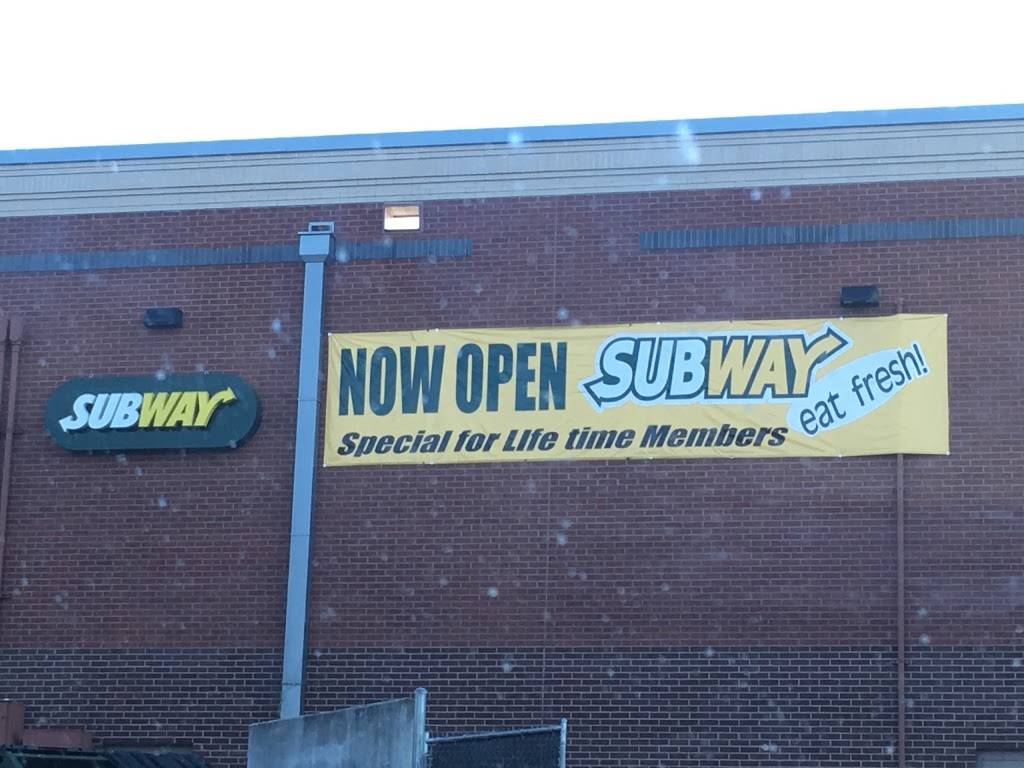 SUBWAY
NOW OPEN SUBWAY
eat fresh!
Special for LIfe time Members